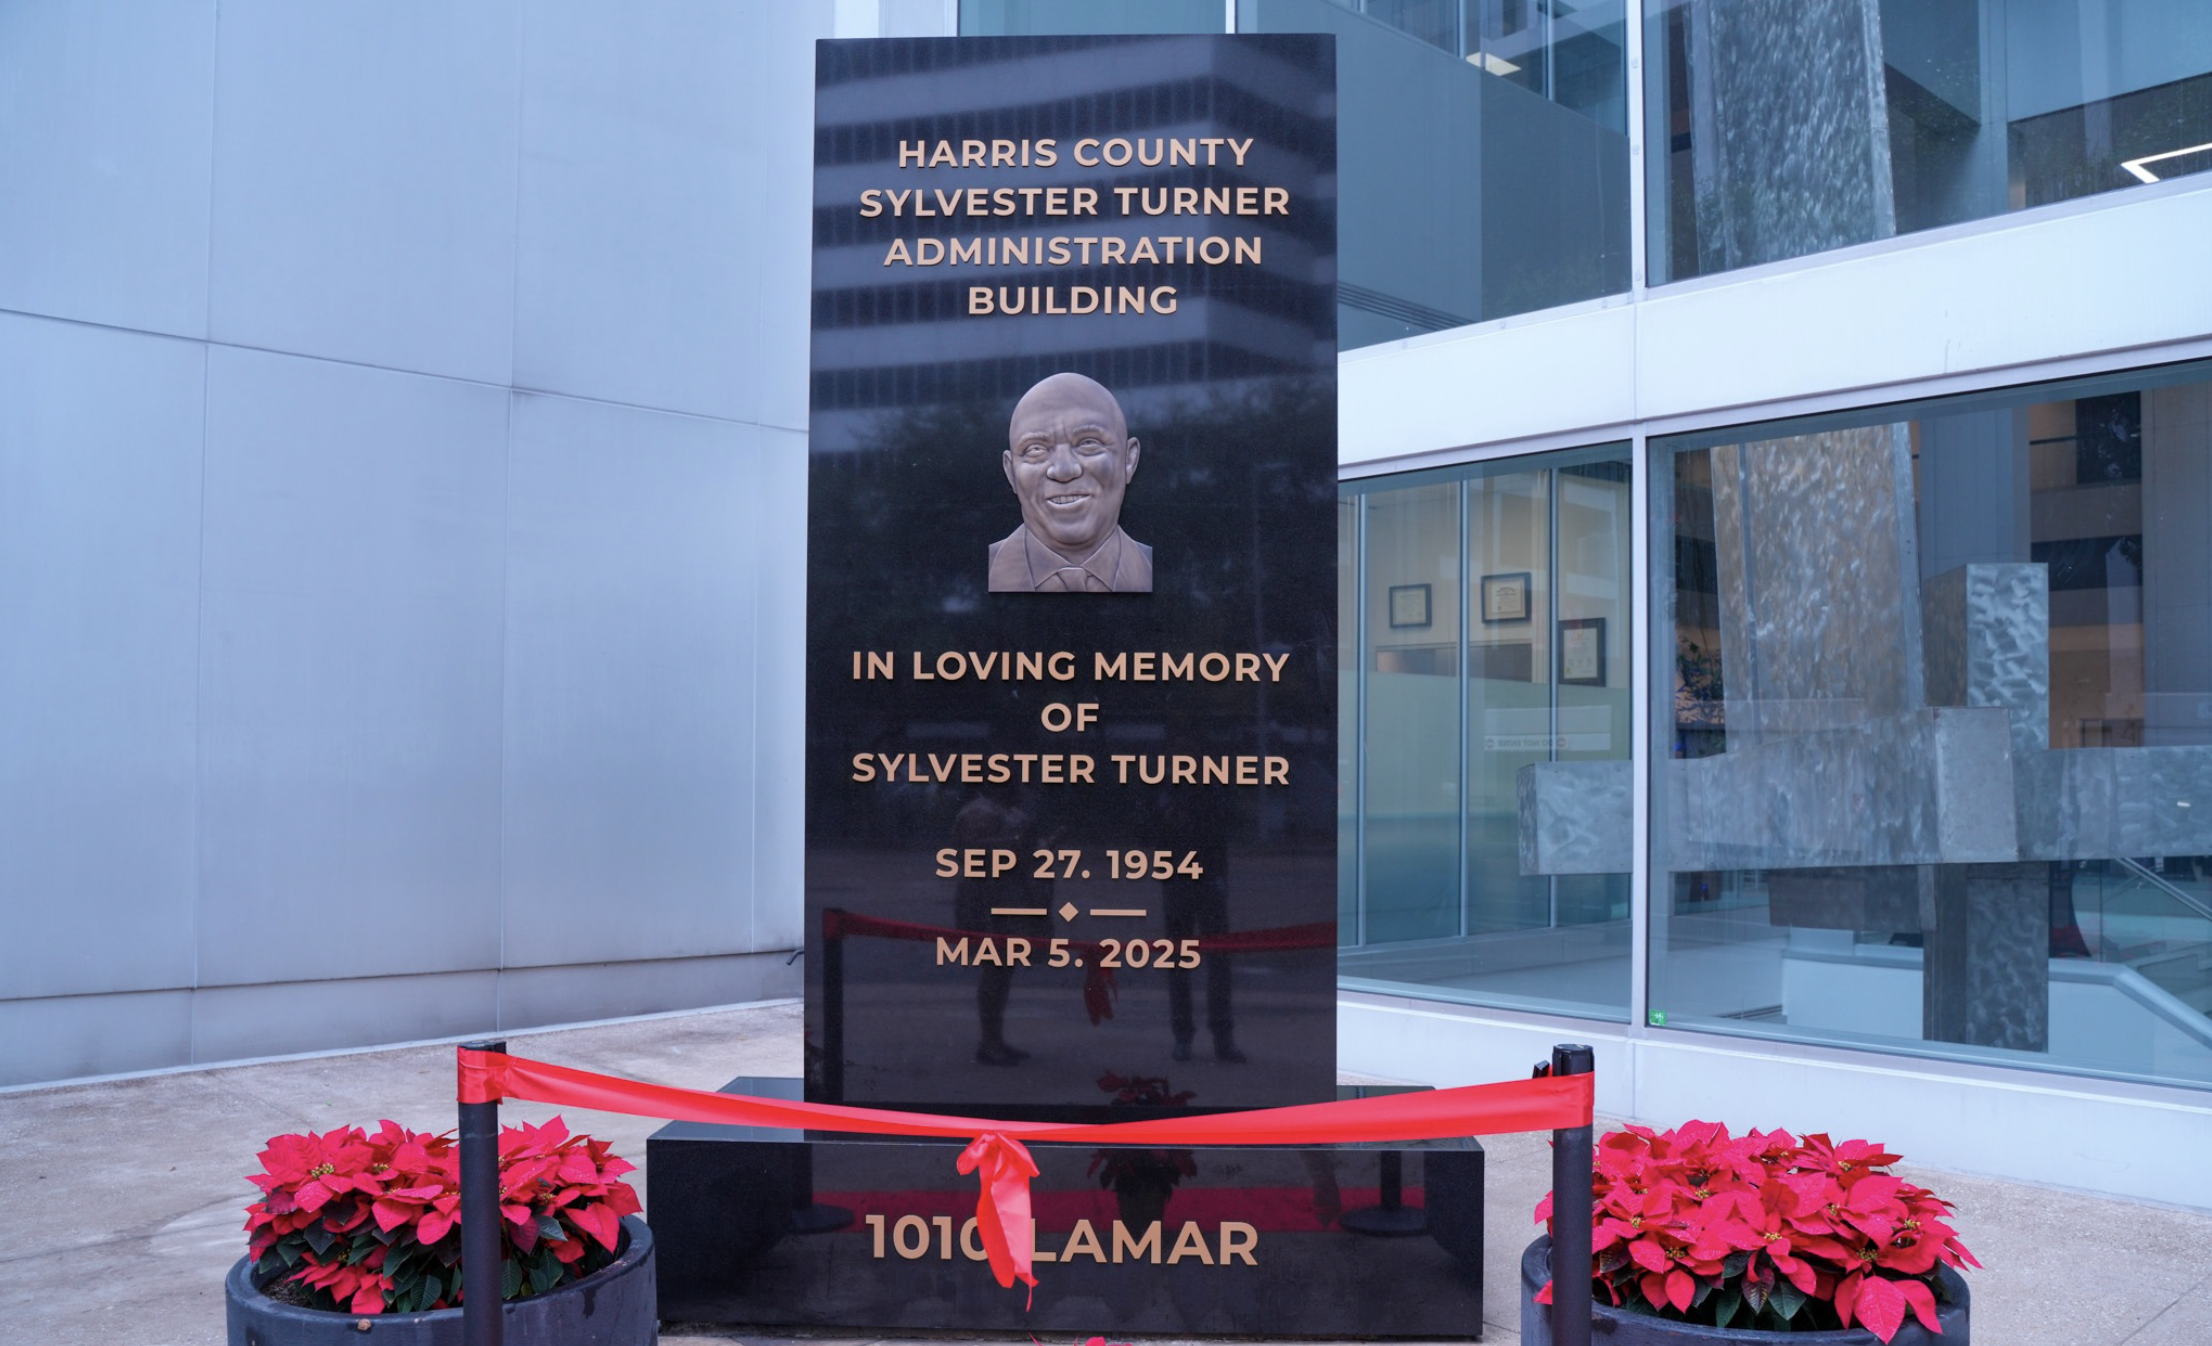 HARRIS COUNTY
SYLVESTER TURNER
ADMINISTRATION
BUILDING
IN LOVING MEMORY
OF
SYLVESTER TURNER
SEP 27. 1954
MAR 5. 2025
1010 LAMAR